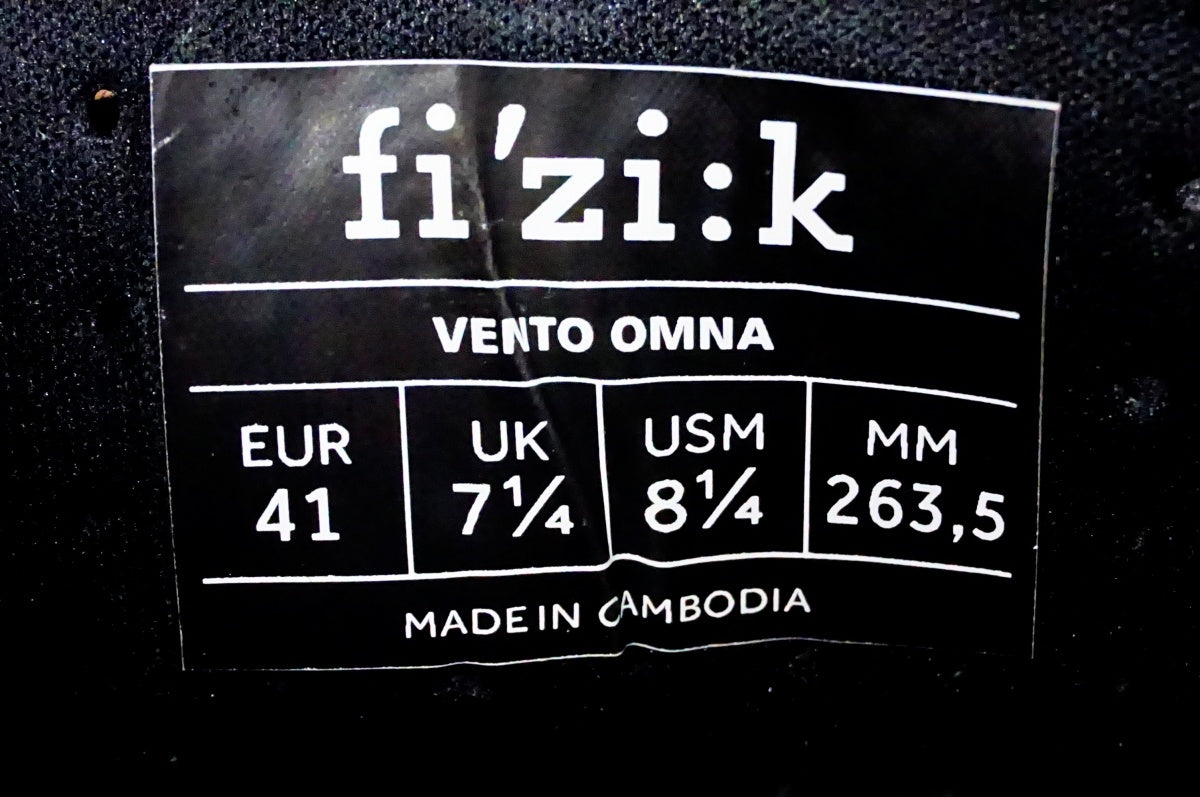 fi'zi:k
VENTO OMNA
EUR UK USM MM
41 7¼ 8¼ 263,5
MADE IN CAMBODIA